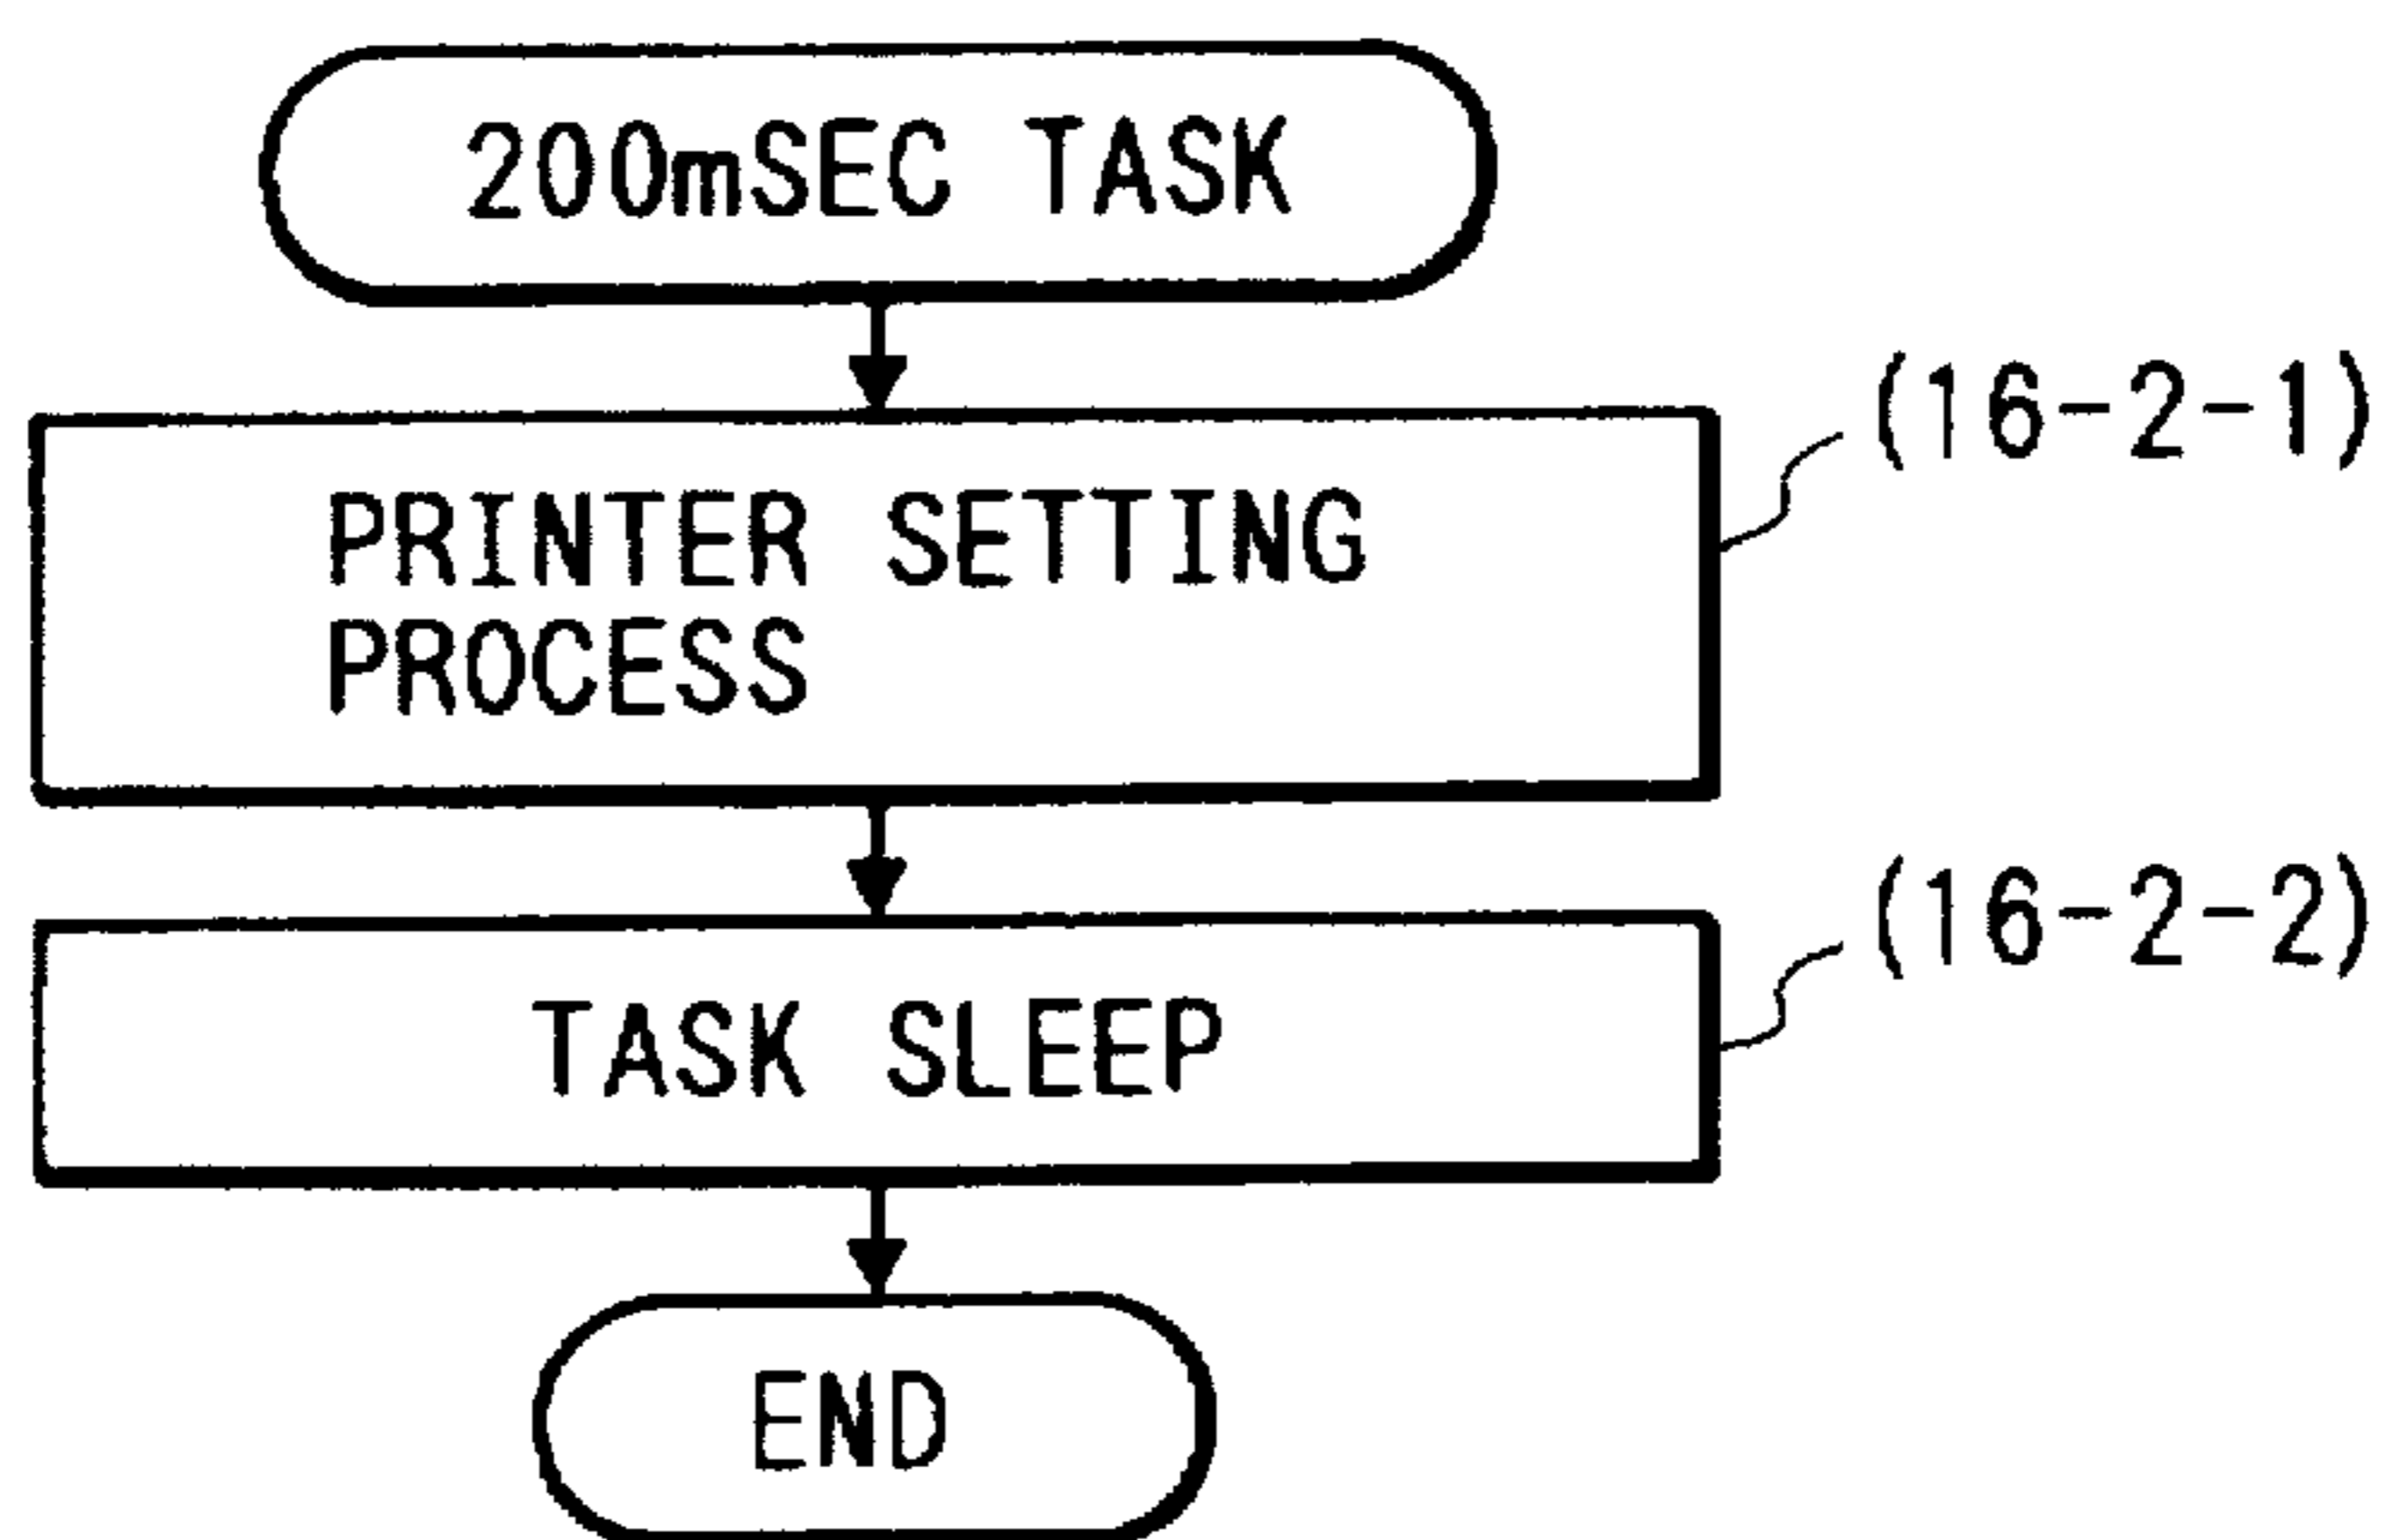 200mSEC TASK
(16-2-1)
PRINTER SETTING
PROCESS
(16-2-2)
TASK SLEEP
END